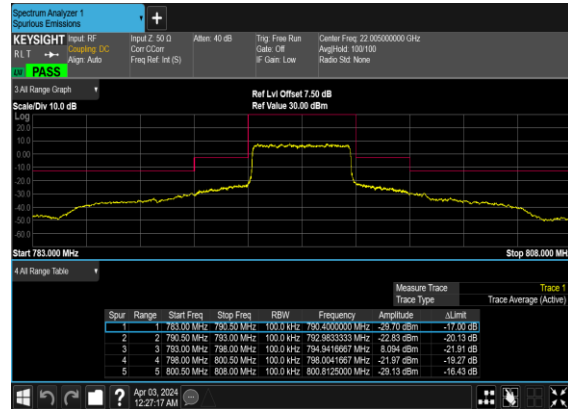 Spectrum Analyzer 1
Spurious Emissions
+
KEYSIGHT Input: RF Input Z: 50 Ω Atten: 40 dB Trig: Free Run Center Freq: 22.005000000 GHz
RLT Coupling: DC Corr CCorr Gate: Off Avg|Hold: 100/100
Align: Auto Freq Ref: Int (S) IF Gain: Low Radio Std: None
LW PASS
3 All Range Graph
Ref Lvl Offset 7.50 dB
Scale/Div 10.0 dB Ref Value 30.00 dBm
Log
20.0
10.0
0.00
-10.0
-20.0
-30.0
-40.0
-50.0
-60.0
Start 783.000 MHz Stop 808.000 MH
4 All Range Table
Measure Trace Trace 1
Trace Type Trace Average (Active)
Spur Range Start Freq Stop Freq RBW Frequency Amplitude ΔLimit
1 1 783.00 MHz 790.50 MHz 100.0 kHz 790.4000000 MHz -29.70 dBm -17.00 dB
2 2 790.50 MHz 793.00 MHz 100.0 kHz 792.9833333 MHz -22.83 dBm -20.13 dB
3 3 793.00 MHz 798.00 MHz 100.0 kHz 794.9416667 MHz 8.094 dBm -21.91 dB
4 4 798.00 MHz 800.50 MHz 100.0 kHz 798.0041667 MHz -21.97 dBm -19.27 dB
5 5 800.50 MHz 808.00 MHz 100.0 kHz 800.8125000 MHz -29.13 dBm -16.43 dB
? Apr 03, 2024
12:27:17 AM